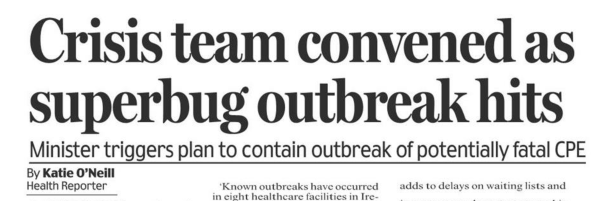 Crisis team convened as
superbug outbreak hits
Minister triggers plan to contain outbreak of potentially fatal CPE
By Katie O'Neill
Health Reporter
'Known outbreaks have occurred
in eight healthcare facilities in Ire-
adds to delays on waiting lists and